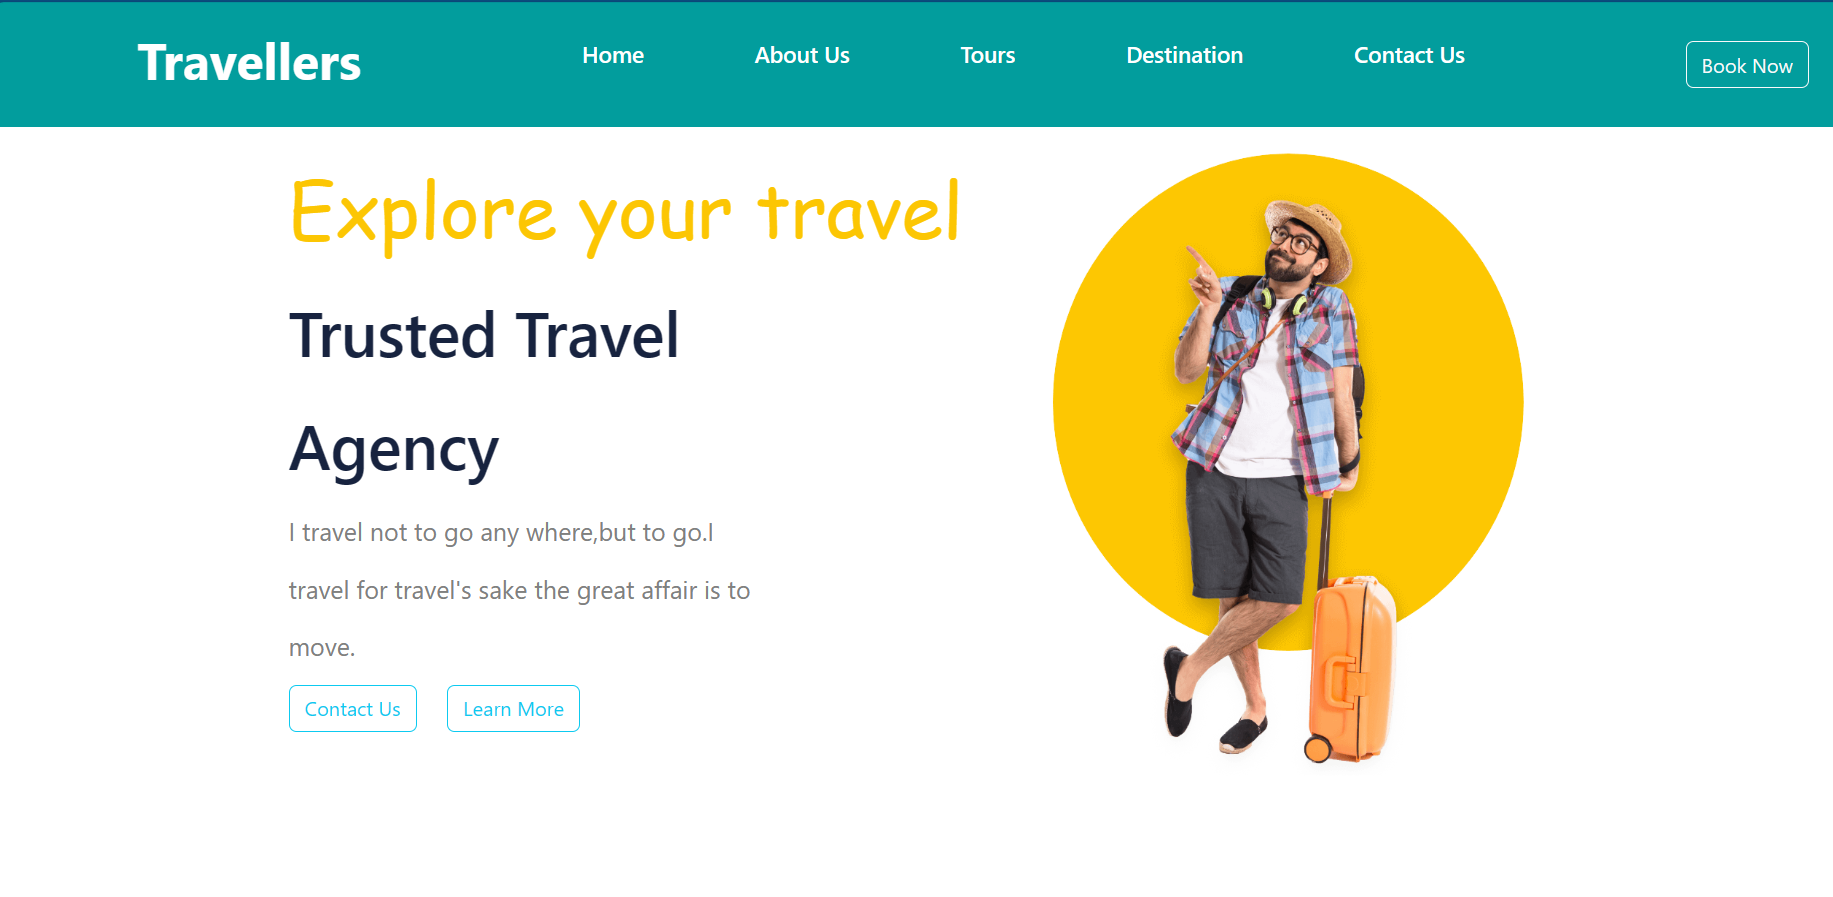 Travellers
Home
About Us
Tours
Destination
Contact Us
Book Now
Explore your travel
Trusted Travel
Agency
I travel not to go any where,but to go.I
travel for travel's sake the great affair is to
move.
Contact Us
Learn More